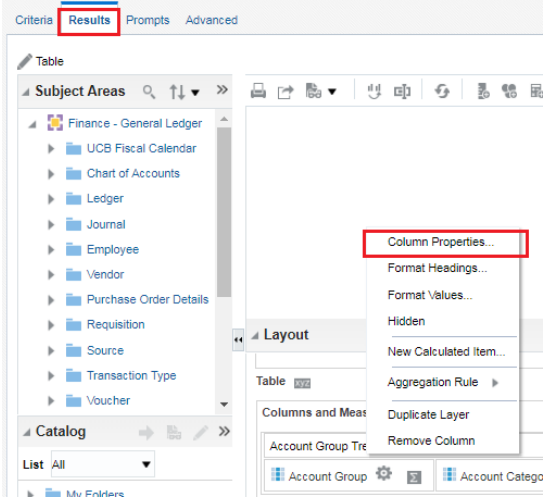 Criteria Results Prompts Advanced
Table
Subject Areas
Finance - General Ledger
UCB Fiscal Calendar
Chart of Accounts
Ledger
Journal
Employee
Vendor
Purchase Order Details
Requisition
Source
Transaction Type
Voucher
Catalog
List All
My Folders
Column Properties...
Format Headings...
Format Values...
Hidden
New Calculated Item...
Aggregation Rule
Duplicate Layer
Remove Column
Layout
Table xyz
Columns and Meas
Account Group Tre
Account Group Account Catego